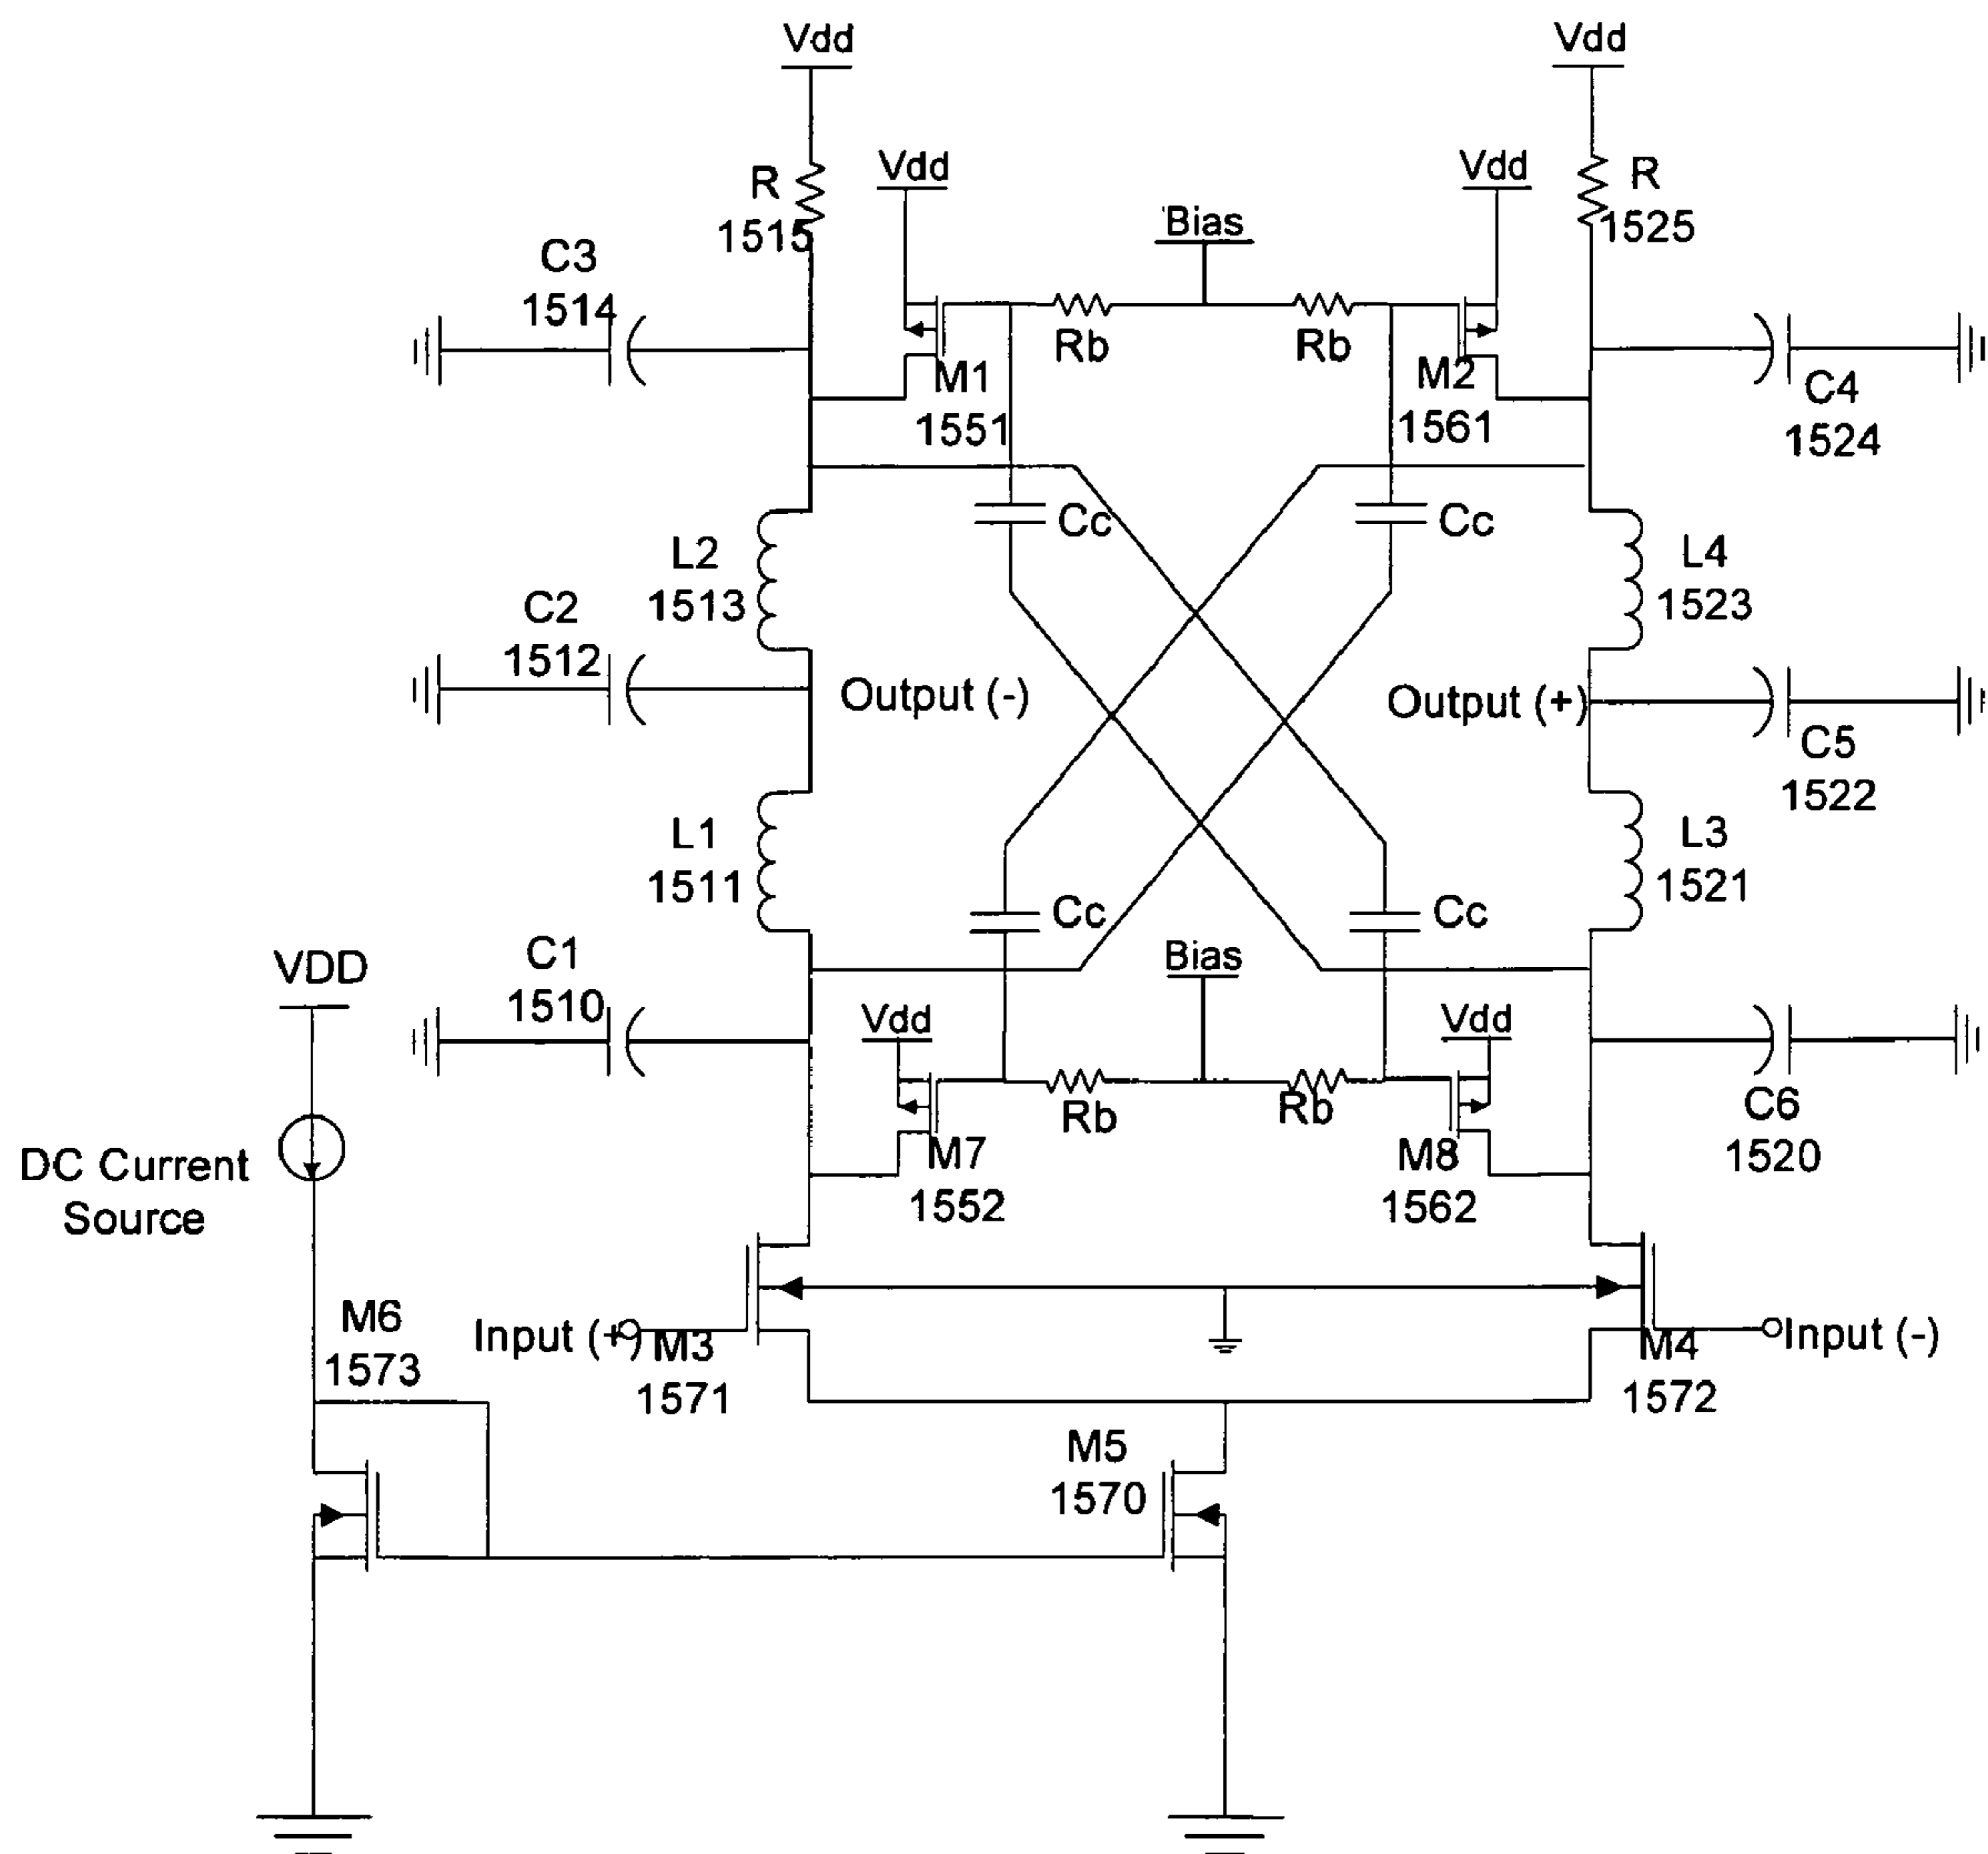 Vdd
Vdd
Vdd
Vdd
R
1515
R
1525
Bias
C3
1514
Rb
Rb
M1
1551
M2
1561
C4
1524
Cc
Cc
L2
1513
L4
1523
C2
1512
Output (-)
Output (+)
C5
1522
L1
1511
L3
1521
Cc
Cc
VDD
C1
1510
Bias
Vdd
Vdd
Rb
Rb
C6
1520
M7
1552
M8
1562
DC Current
Source
M6
1573
Input (+)
M3
1571
Input (-)
M4
1572
M5
1570